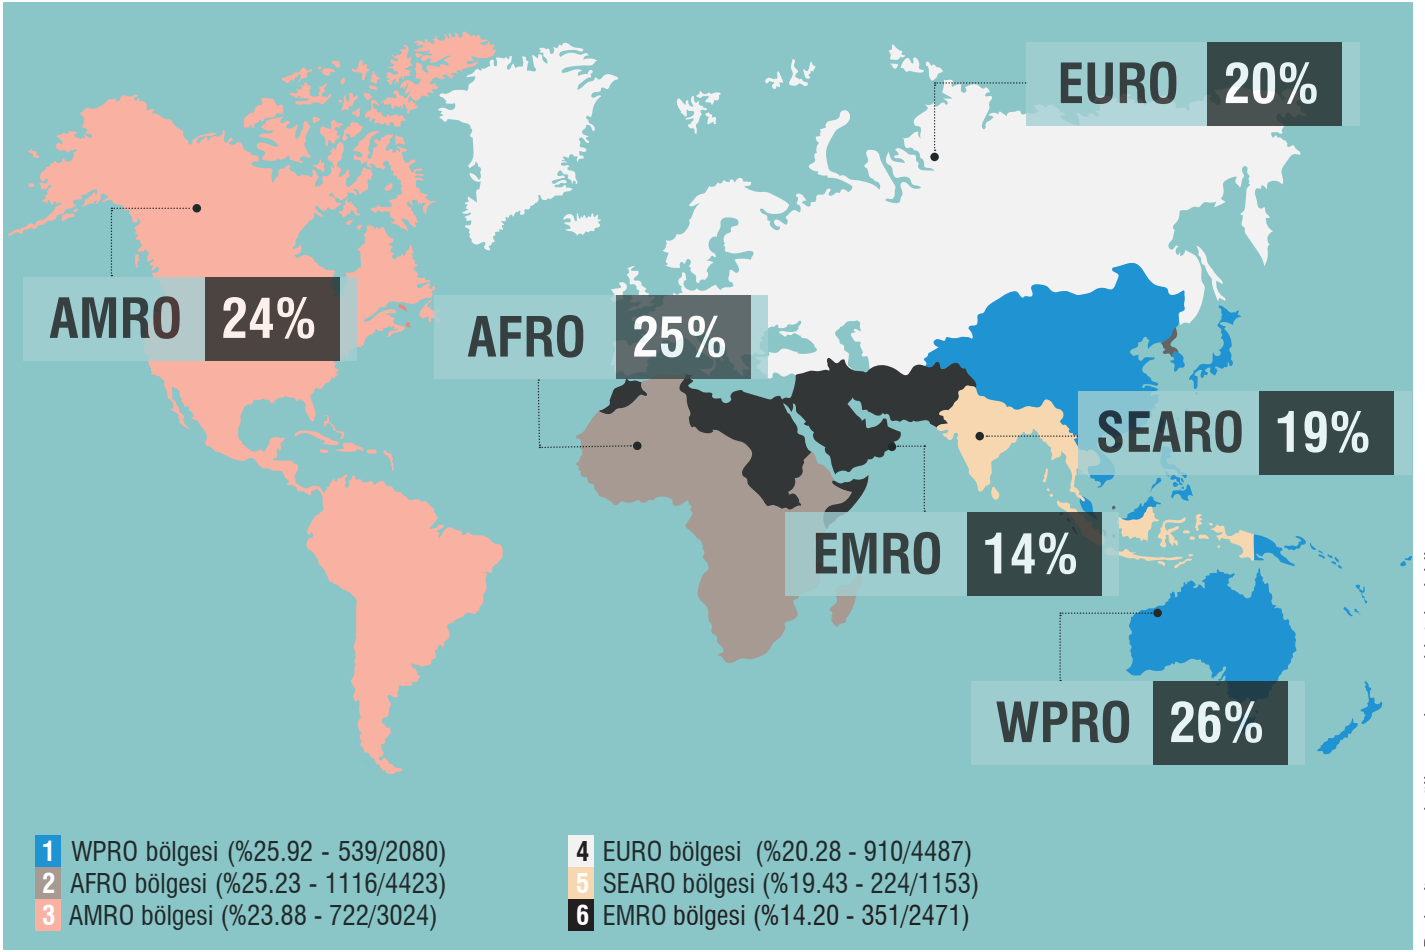 EURO 20%
AMRO 24%
AFRO 25%
SEARO 19%
EMRO 14%
WPRO 26%
1 WPRO bölgesi (%25.92 - 539/2080)
2 AFRO bölgesi (%25.23 - 1116/4423)
3 AMRO bölgesi (%23.88 - 722/3024)
4 EURO bölgesi (%20.28 - 910/4487)
5 SEARO bölgesi (%19.43 - 224/1153)
6 EMRO bölgesi (%14.20 - 351/2471)